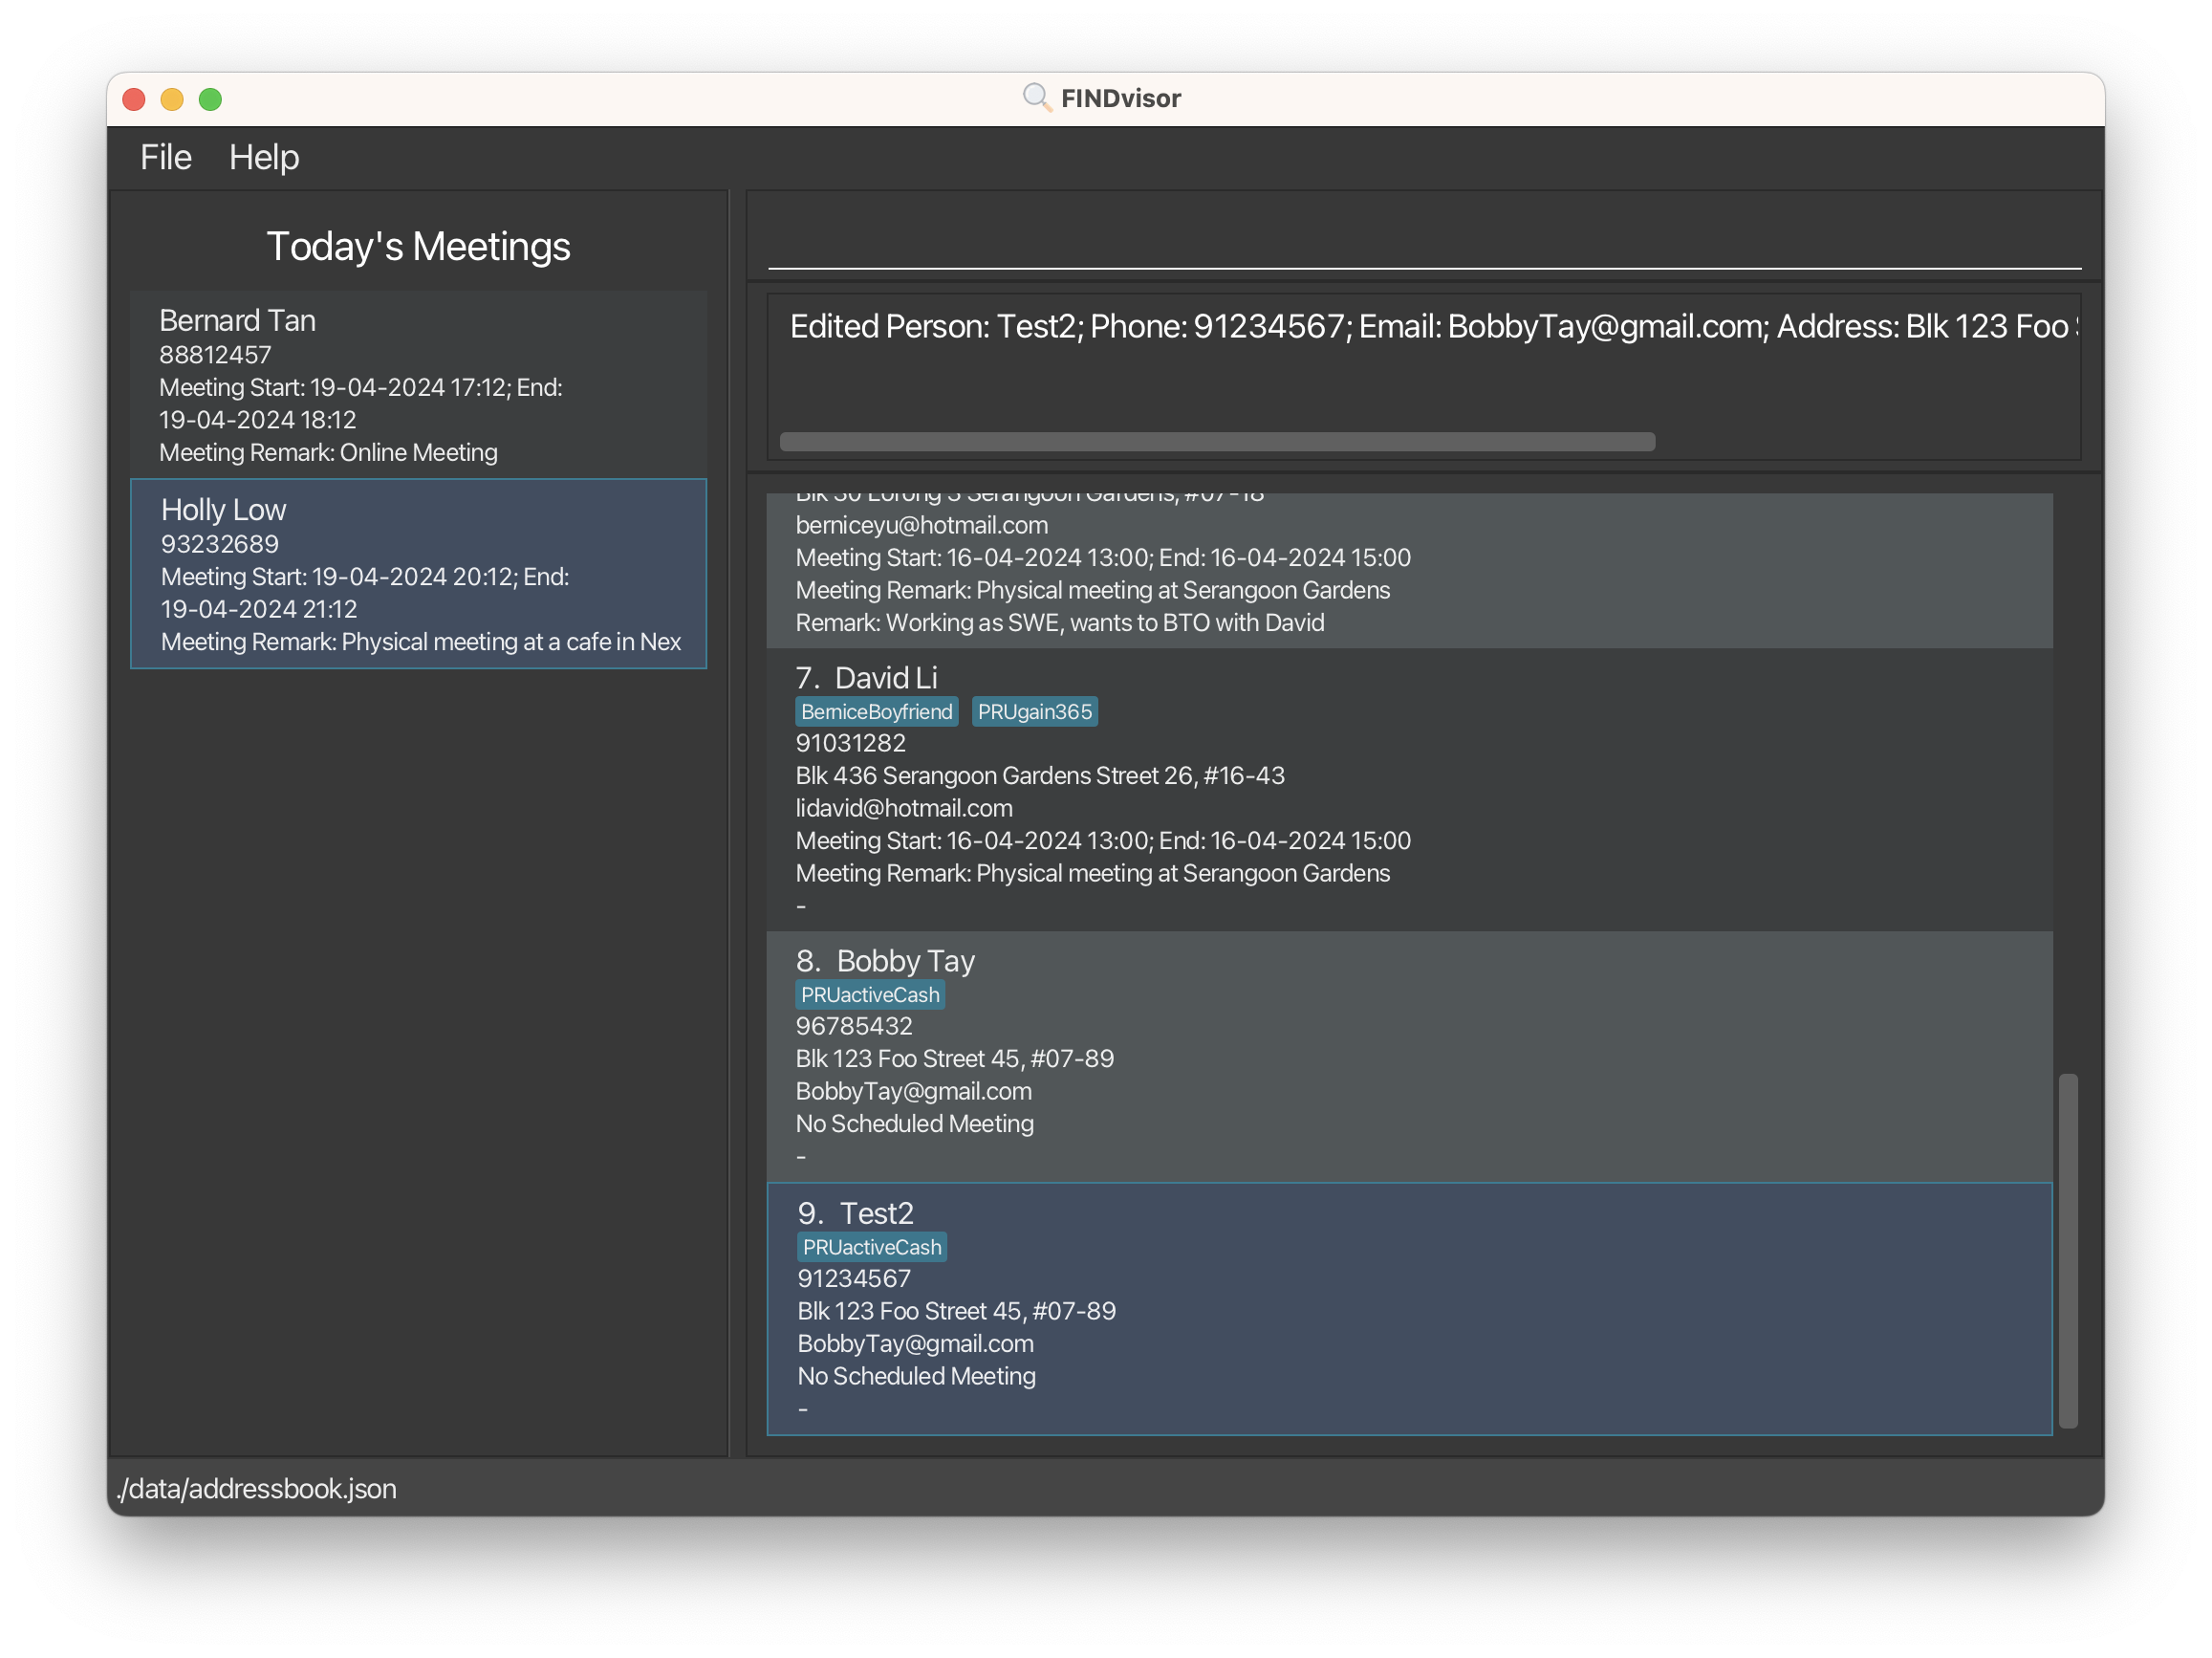 FINDvisor
File Help
Today's Meetings
Bernard Tan
88812457
Meeting Start: 19-04-2024 17:12; End:
19-04-2024 18:12
Meeting Remark: Online Meeting
Holly Low
93232689
Meeting Start: 19-04-2024 20:12; End:
19-04-2024 21:12
Meeting Remark: Physical meeting at a cafe in Nex
Edited Person: Test2; Phone: 91234567; Email: BobbyTay@gmail.com; Address: Blk 123 Foo
Blk 30 Lorong 3 Serangoon Gardens, #07-18
berniceyu@hotmail.com
Meeting Start: 16-04-2024 13:00; End: 16-04-2024 15:00
Meeting Remark: Physical meeting at Serangoon Gardens
Remark: Working as SWE, wants to BTO with David
7. David Li
BerniceBoyfriend PRUgain365
91031282
Blk 436 Serangoon Gardens Street 26, #16-43
lidavid@hotmail.com
Meeting Start: 16-04-2024 13:00; End: 16-04-2024 15:00
Meeting Remark: Physical meeting at Serangoon Gardens
-
8. Bobby Tay
PRUactiveCash
96785432
Blk 123 Foo Street 45, #07-89
BobbyTay@gmail.com
No Scheduled Meeting
-
9. Test2
PRUactiveCash
91234567
Blk 123 Foo Street 45, #07-89
BobbyTay@gmail.com
No Scheduled Meeting
-
./data/addressbook.json